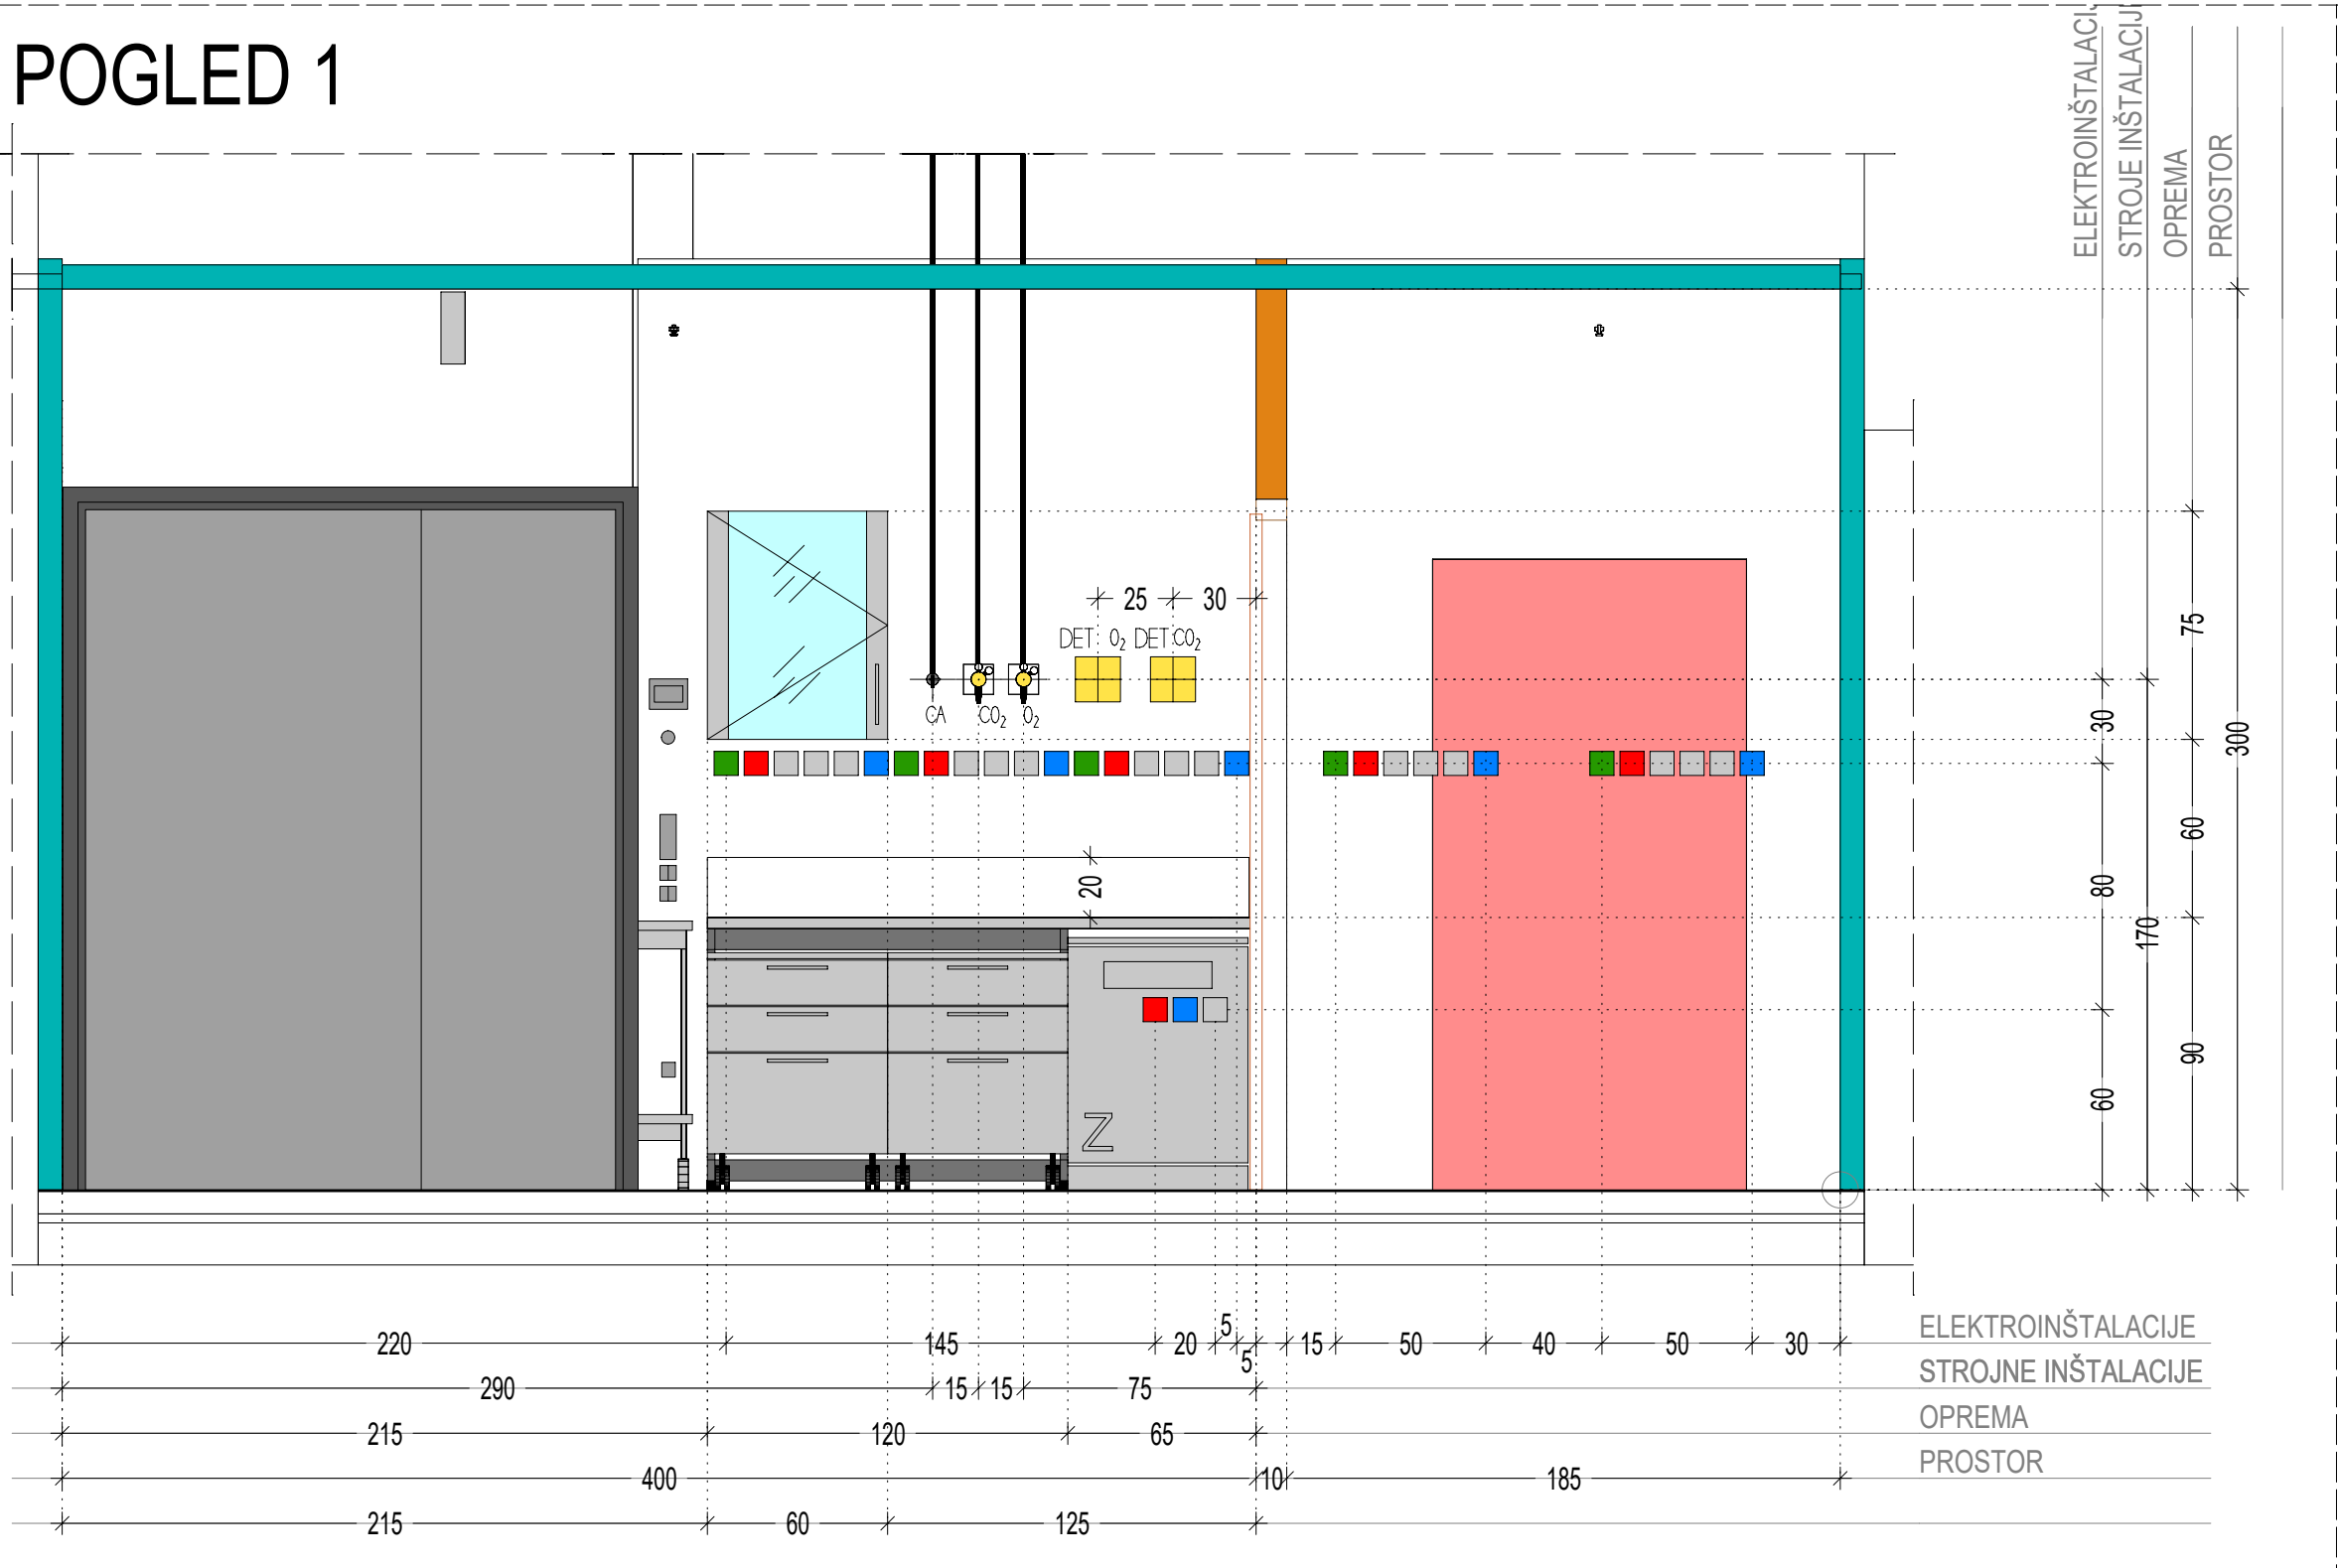 POGLED 1
ELEKTROINŠTALACIJ
STROJE INŠTALACIJI
OPREMA
PROSTOR
25
30
DET. O₂
DET.CO₂
CA
CO₂
O₂
20
Z
75
30
300
60
80
170
90
60
220
145
20
5
5
15
50
40
50
30
ELEKTROINŠTALACIJE
290
15
15
75
STROJNE INŠTALACIJE
215
120
65
OPREMA
400
10
185
PROSTOR
215
60
125